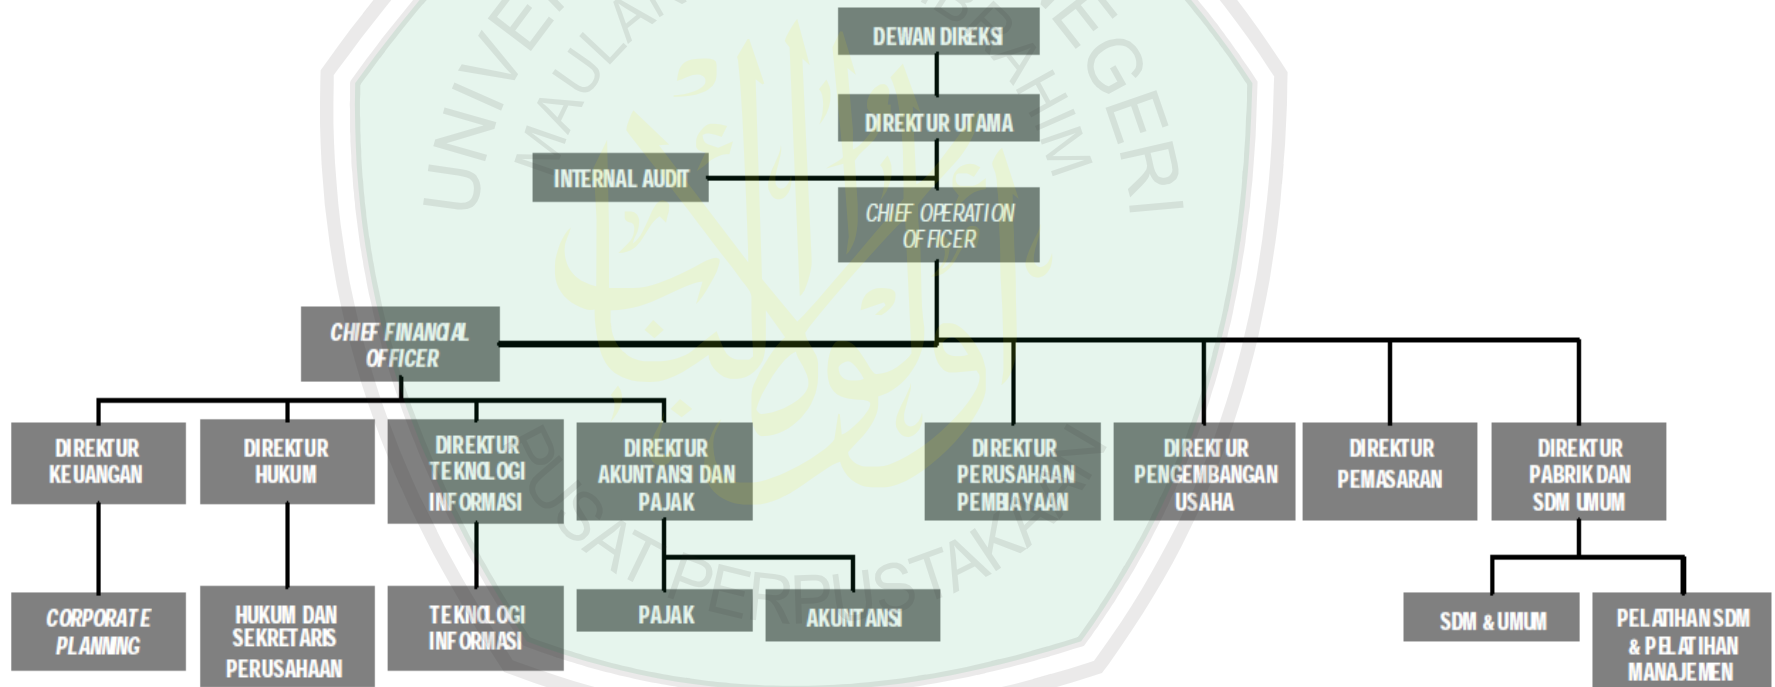 DEWAN DIREKSI
DIREKTUR UTAMA
INTERNAL AUDIT
CHIEF OPERATION
OFFICER
CHIEF FINANCIAL
OFFICER
DIREKTUR
KEUANGAN
DIREKTUR
HUKUM
DIREKTUR
TEKNOLOGI
INFORMASI
DIREKTUR
AKUNTANSI DAN
PAJAK
DIREKTUR
PERUSAHAAN
PEMBIAYAAN
DIREKTUR
PENGEMBANGAN
USAHA
DIREKTUR
PEMASARAN
DIREKTUR
PABRIK DAN
SDM UMUM
CORPORATE
PLANNING
HUKUM DAN
SEKRETARIS
PERUSAHAAN
TEKNOLOGI
INFORMASI
PAJAK
AKUNTANSI
SDM & UMUM
PELATIHAN SDM
& PELATIHAN
MANAJEMEN
PUSAT PERPUSTAKAAN